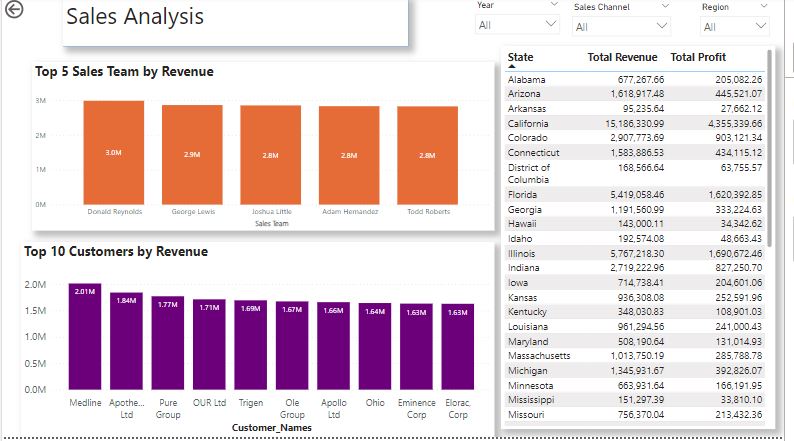 Sales Analysis
Year
Sales Channel
Region
All
All
All
Top 5 Sales Team by Revenue
3M
2M
1M
0M
3.0M
2.9M
2.8M
2.8M
2.8M
Donald Reynolds
George Lewis
Joshua Little
Adam Hernandez
Todd Roberts
Sales Team
Top 10 Customers by Revenue
2.0M
1.5M
1.0M
0.5M
0.0M
2.01M
1.84M
1.77M
1.71M
1.69M
1.67M
1.66M
1.64M
1.63M
1.63M
Medline
Apothe...
Ltd
Pure
Group
OUR Ltd
Trigen
Ole
Group
Apollo
Ltd
Ohio
Eminence
Corp
Elorac,
Corp
Customer_Names
State Total Revenue Total Profit
Alabama 677,267.66 205,082.26
Arizona 1,618,917.48 445,521.07
Arkansas 95,235.64 27,662.12
California 15,186,330.99 4,355,339.66
Colorado 2,907,773.69 903,121.34
Connecticut 1,583,886.53 434,115.12
District of 168,566.64 63,755.57
Columbia
Florida 5,419,058.46 1,620,392.85
Georgia 1,191,560.99 333,224.63
Hawaii 143,000.11 34,342.62
Idaho 192,574.08 48,663.43
Illinois 5,767,218.30 1,690,672.46
Indiana 2,719,222.96 827,250.70
Iowa 714,738.41 204,601.06
Kansas 936,308.08 252,591.96
Kentucky 348,030.83 108,901.03
Louisiana 961,294.56 241,000.43
Maryland 508,190.64 131,014.93
Massachusetts 1,013,750.19 285,788.78
Michigan 1,345,931.67 392,826.07
Minnesota 663,931.64 166,191.95
Mississippi 151,297.39 33,810.10
Missouri 756,370.04 213,432.36